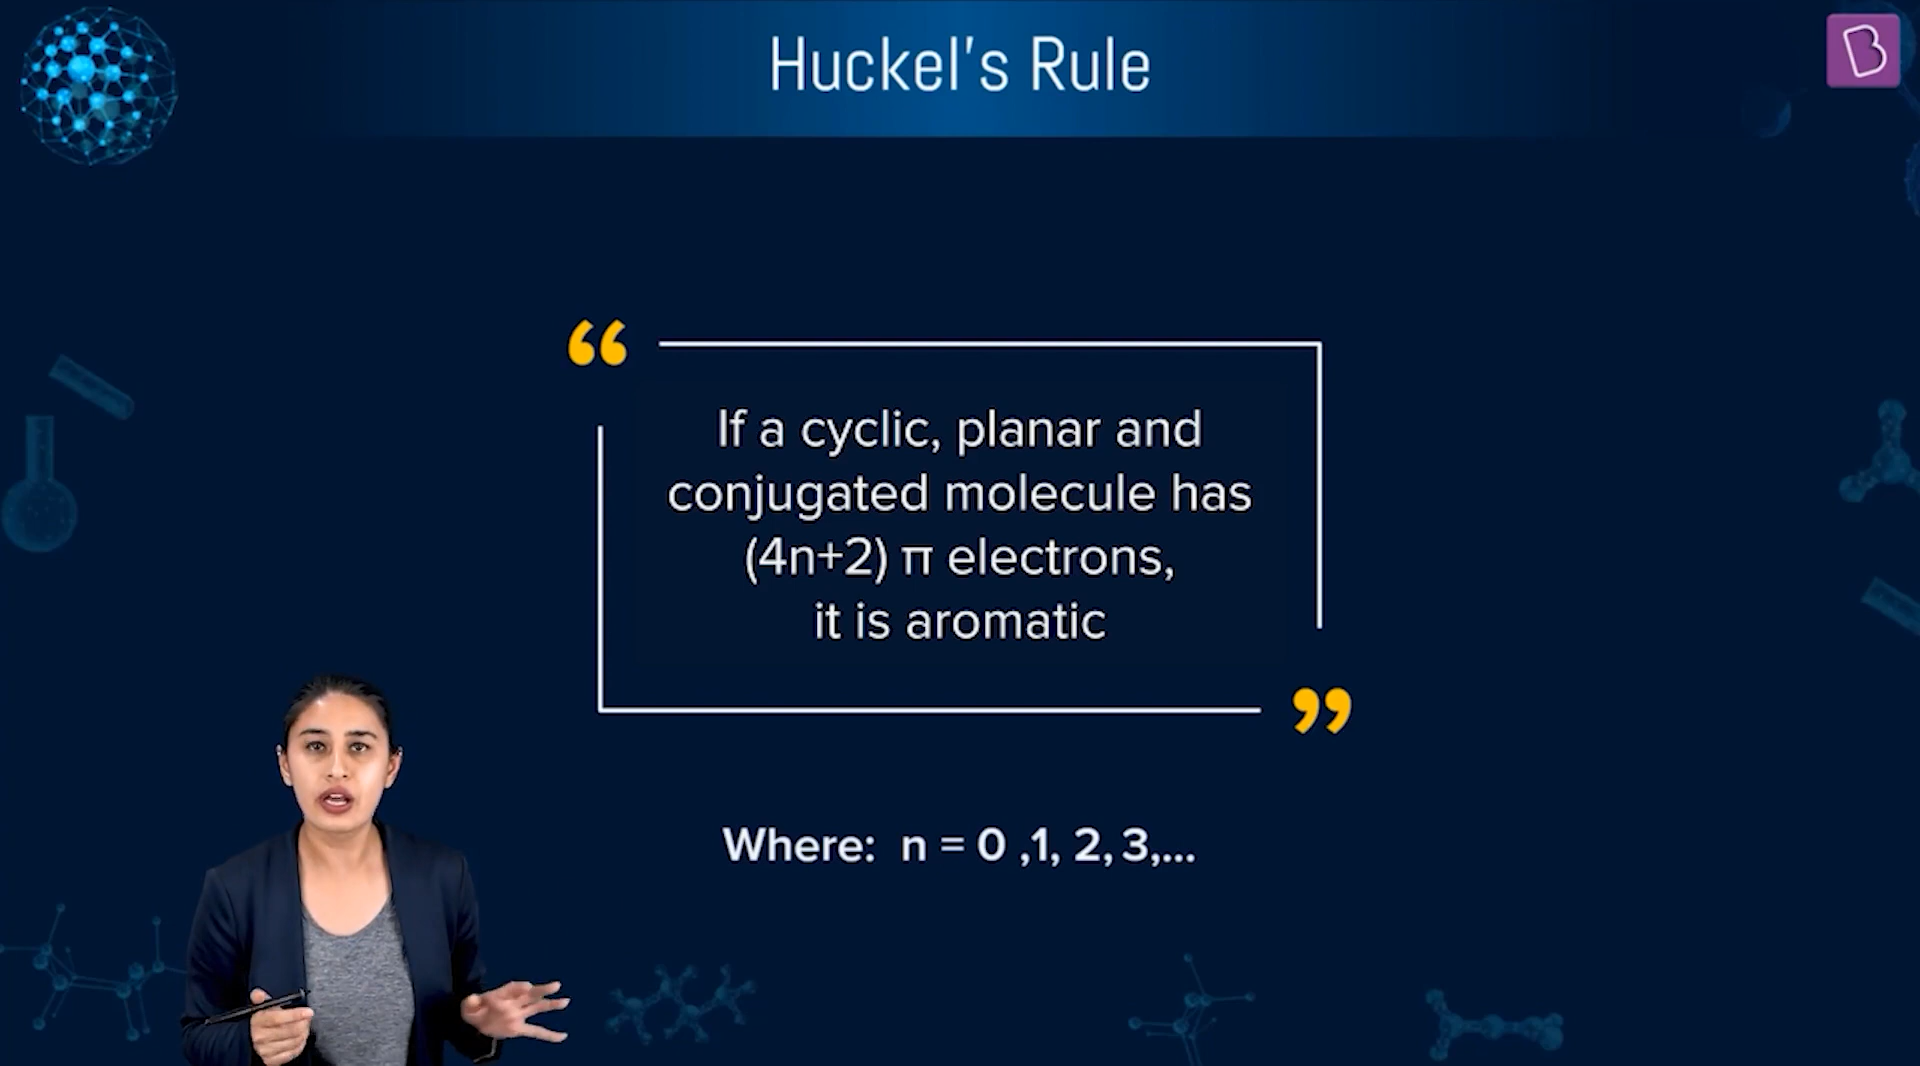 Huckel's Rule
B
“
If a cyclic, planar and
conjugated molecule has
(4n+2) π electrons,
it is aromatic
”
Where: n = 0 ,1, 2, 3,...